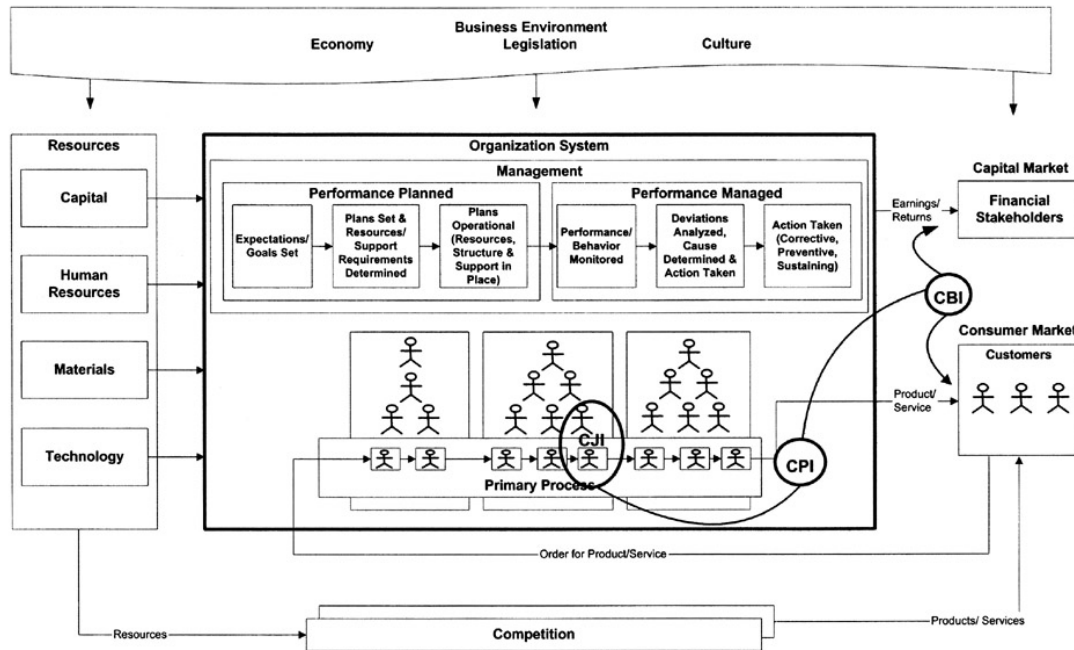 Business Environment
Economy
Legislation
Culture
Resources
Capital
Human
Resources
Materials
Technology
Organization System
Management
Performance Planned
Expectations/
Goals Set
Plans Set &
Resources/
Support
Requirements
Determined
Plans
Operational
(Resources,
Structure &
Support in
Place)
Performance Managed
Performance/
Behavior
Monitored
Deviations
Analyzed,
Cause
Determined &
Action Taken
Action Taken
(Corrective,
Preventive,
Sustaining)
CJI
Primary Process
CPI
CBI
Earnings/
Returns
Capital Market
Financial
Stakeholders
Consumer Market
Customers
Product/
Service
Order for Product/Service
Resources
Competition
Products/ Services